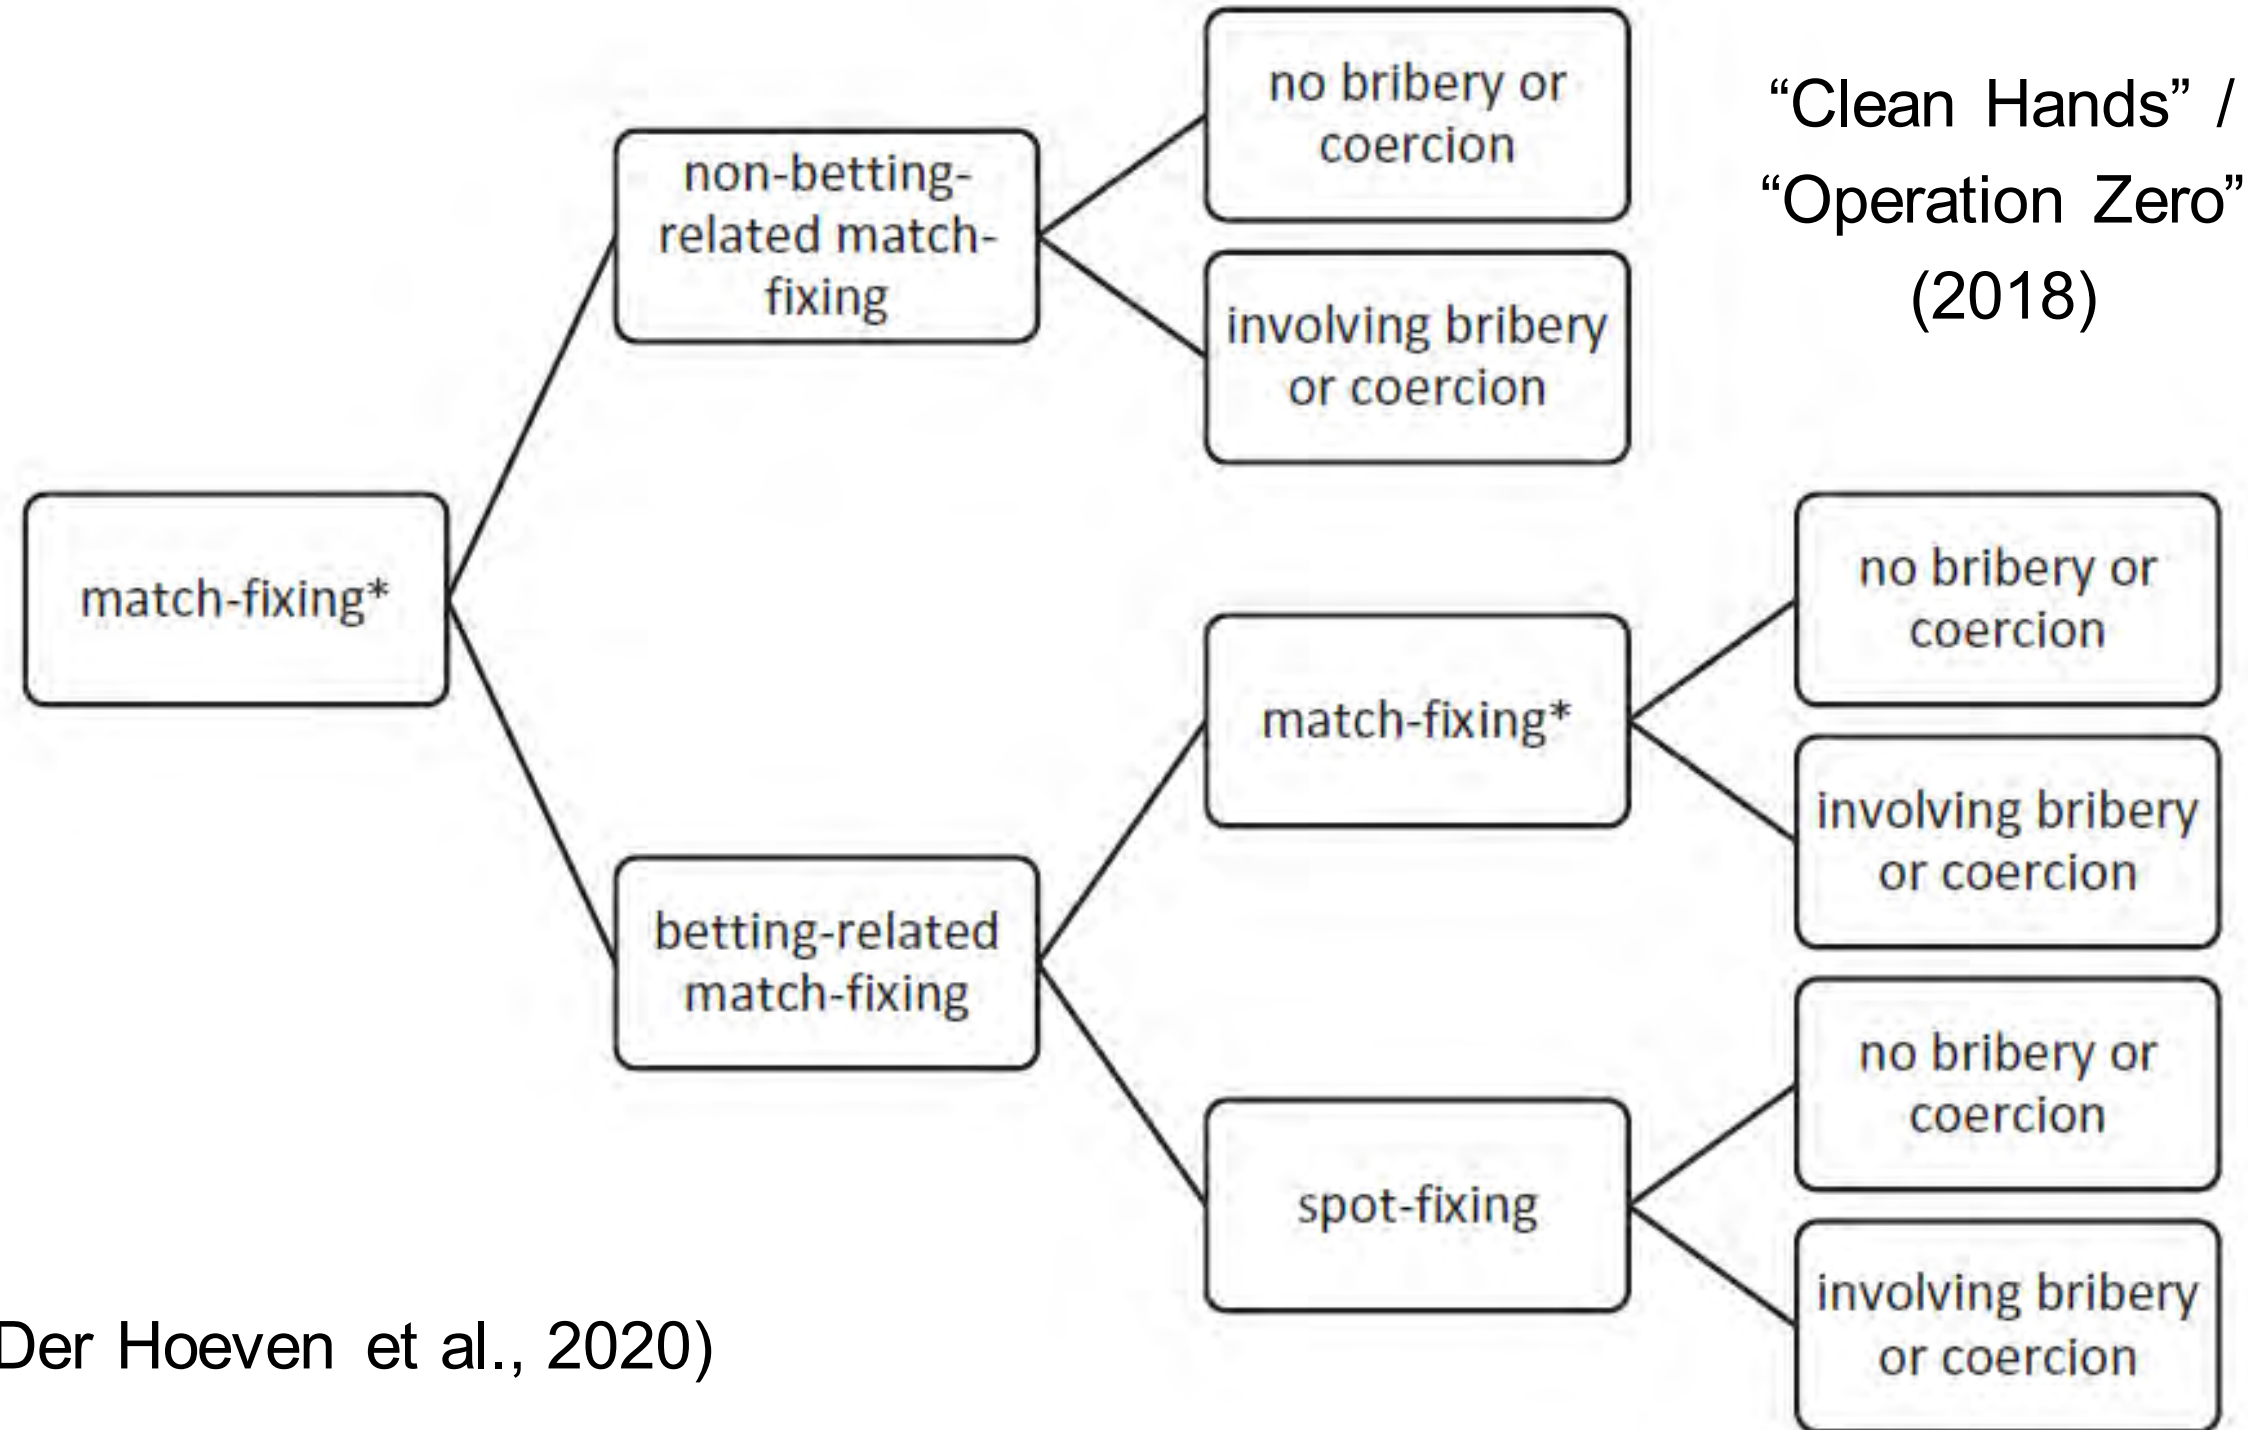 no bribery or
coercion
“Clean Hands” /
“Operation Zero”
(2018)
non-betting-
related match-
fixing
involving bribery
or coercion
match-fixing*
no bribery or
coercion
match-fixing*
involving bribery
or coercion
betting-related
match-fixing
no bribery or
coercion
spot-fixing
involving bribery
or coercion
Der Hoeven et al., 2020)